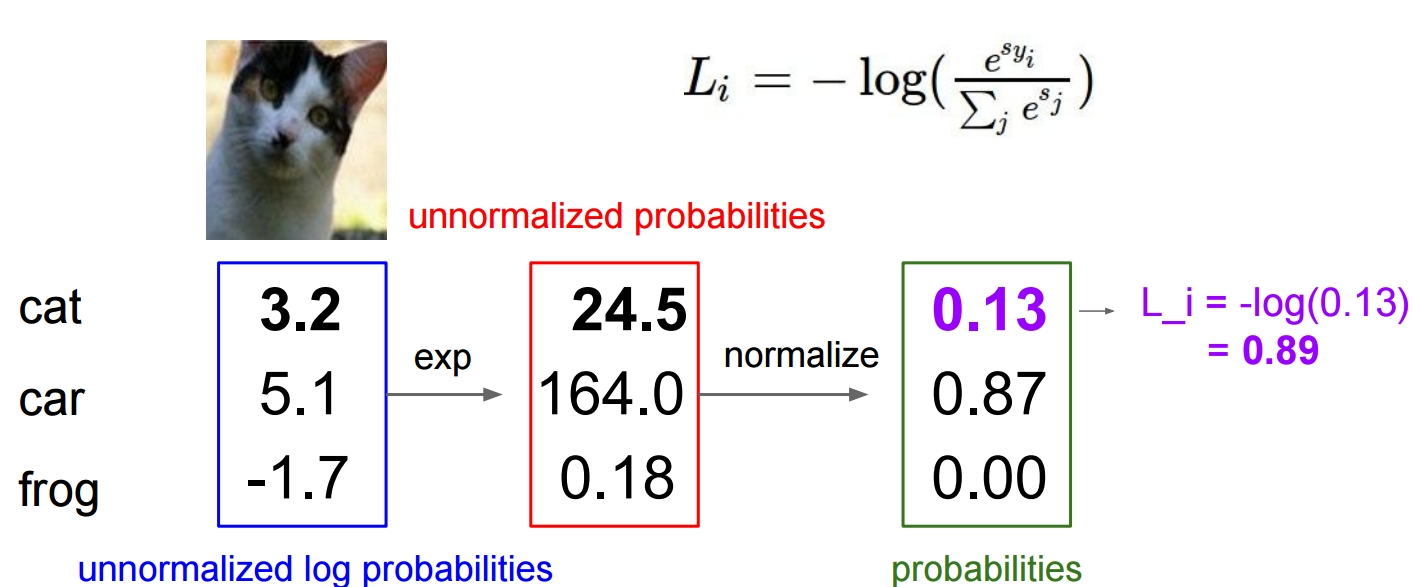 L_i = − log( e^{s_{y_i}} / ∑_j e^{s_j} )
unnormalized probabilities
cat 3.2 24.5 0.13 L_i = -log(0.13)
exp normalize = 0.89
car 5.1 164.0 0.87
frog -1.7 0.18 0.00
unnormalized log probabilities probabilities